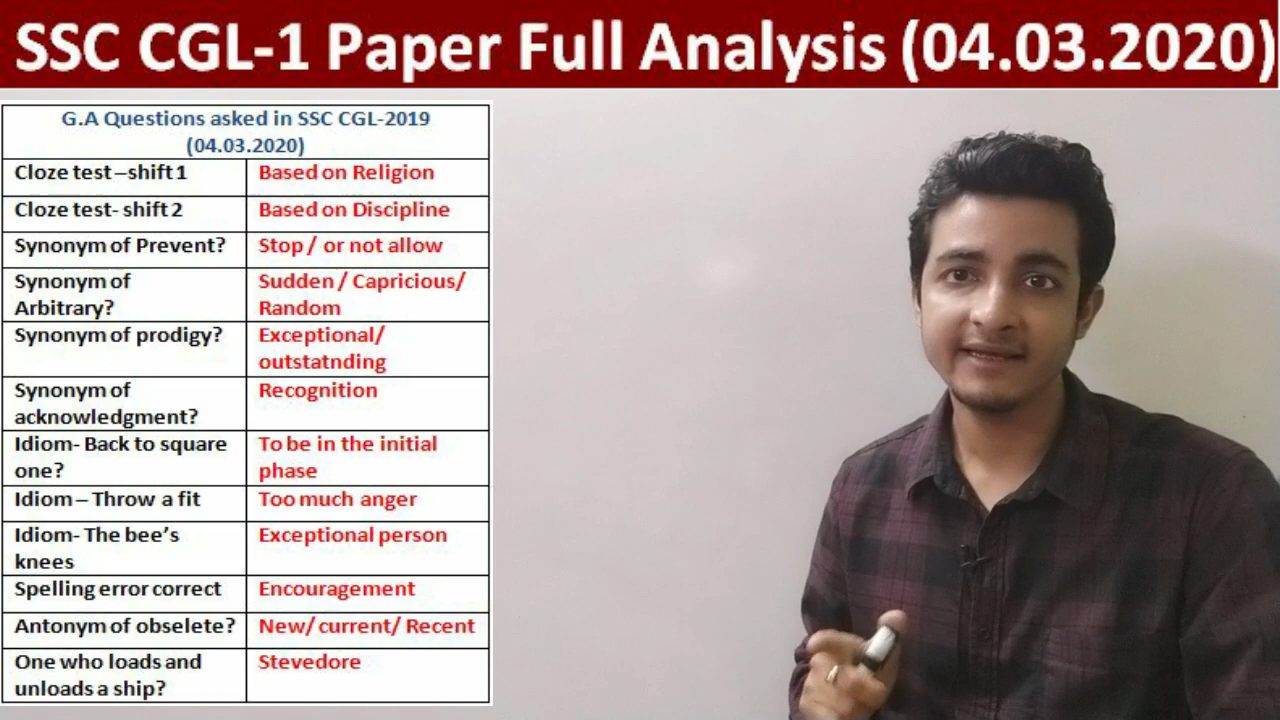 SSC CGL-1 Paper Full Analysis (04.03.2020)
G.A Questions asked in SSC CGL-2019
(04.03.2020)
Cloze test –shift 1 Based on Religion
Cloze test- shift 2 Based on Discipline
Synonym of Prevent? Stop / or not allow
Synonym of Sudden / Capricious/
Arbitrary? Random
Synonym of prodigy? Exceptional/
outstatnding
Synonym of Recognition
acknowledgment?
Idiom- Back to square To be in the initial
one? phase
Idiom – Throw a fit Too much anger
Idiom- The bee's Exceptional person
knees
Spelling error correct Encouragement
Antonym of obselete? New/ current/ Recent
One who loads and Stevedore
unloads a ship?